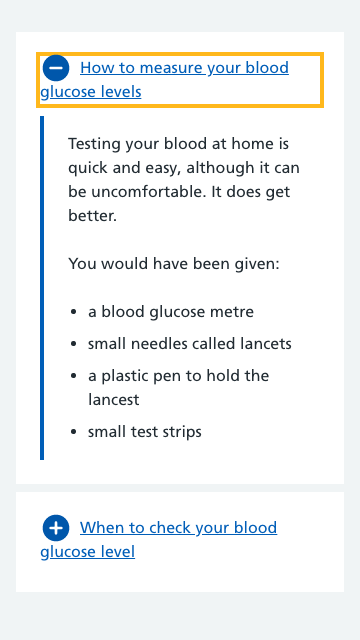 How to measure your blood
glucose levels
Testing your blood at home is
quick and easy, although it can
be uncomfortable. It does get
better.
You would have been given:
a blood glucose metre
small needles called lancets
a plastic pen to hold the
lancest
small test strips
When to check your blood
glucose level